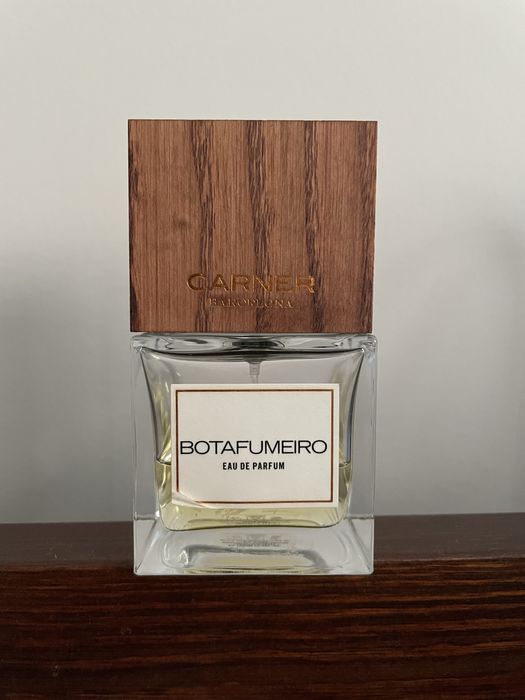 CARNER
BARCELONA
BOTAFUMEIRO
EAU DE PARFUM